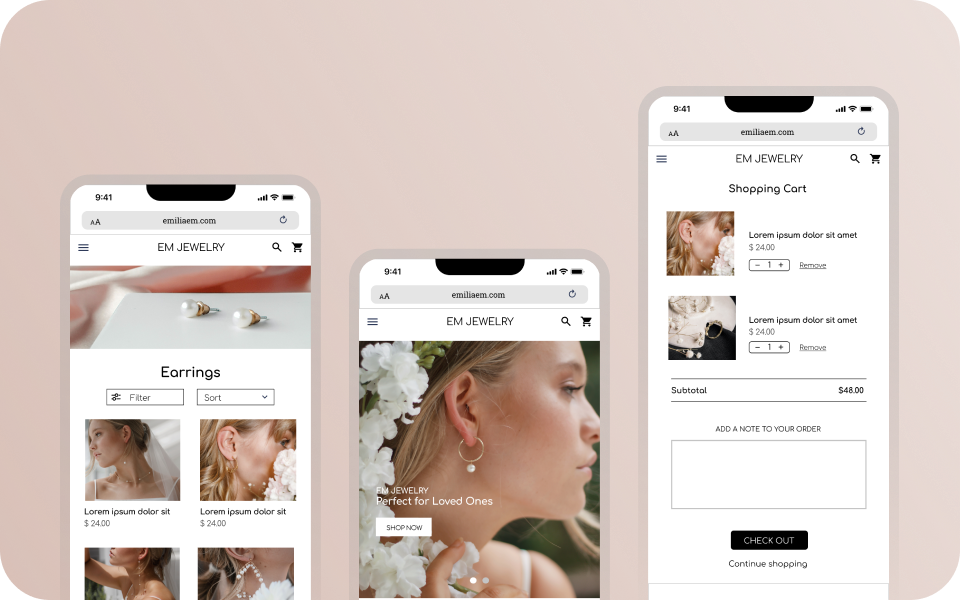 9:41
AA
emiliaem.com
EM JEWELRY
Earrings
Filter
Sort
Lorem ipsum dolor sit
$ 24.00
Lorem ipsum dolor sit
$ 24.00
9:41
AA
emiliaem.com
EM JEWELRY
EM JEWELRY
Perfect for Loved Ones
SHOP NOW
9:41
AA
emiliaem.com
EM JEWELRY
Shopping Cart
Lorem ipsum dolor sit amet
$ 24.00
− 1 +
Remove
Lorem ipsum dolor sit amet
$ 24.00
− 1 +
Remove
Subtotal $48.00
ADD A NOTE TO YOUR ORDER
CHECK OUT
Continue shopping